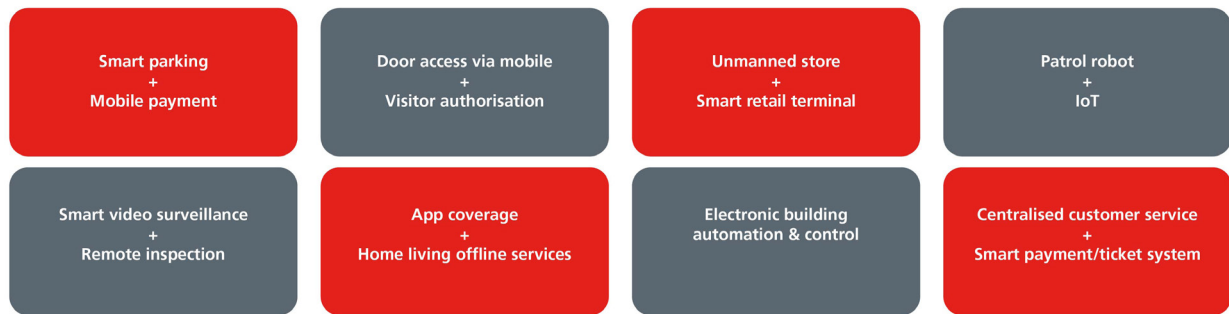 Smart parking
+
Mobile payment
Door access via mobile
+
Visitor authorisation
Unmanned store
+
Smart retail terminal
Patrol robot
+
IoT
Smart video surveillance
+
Remote inspection
App coverage
+
Home living offline services
Electronic building
automation & control
Centralised customer service
+
Smart payment/ticket system